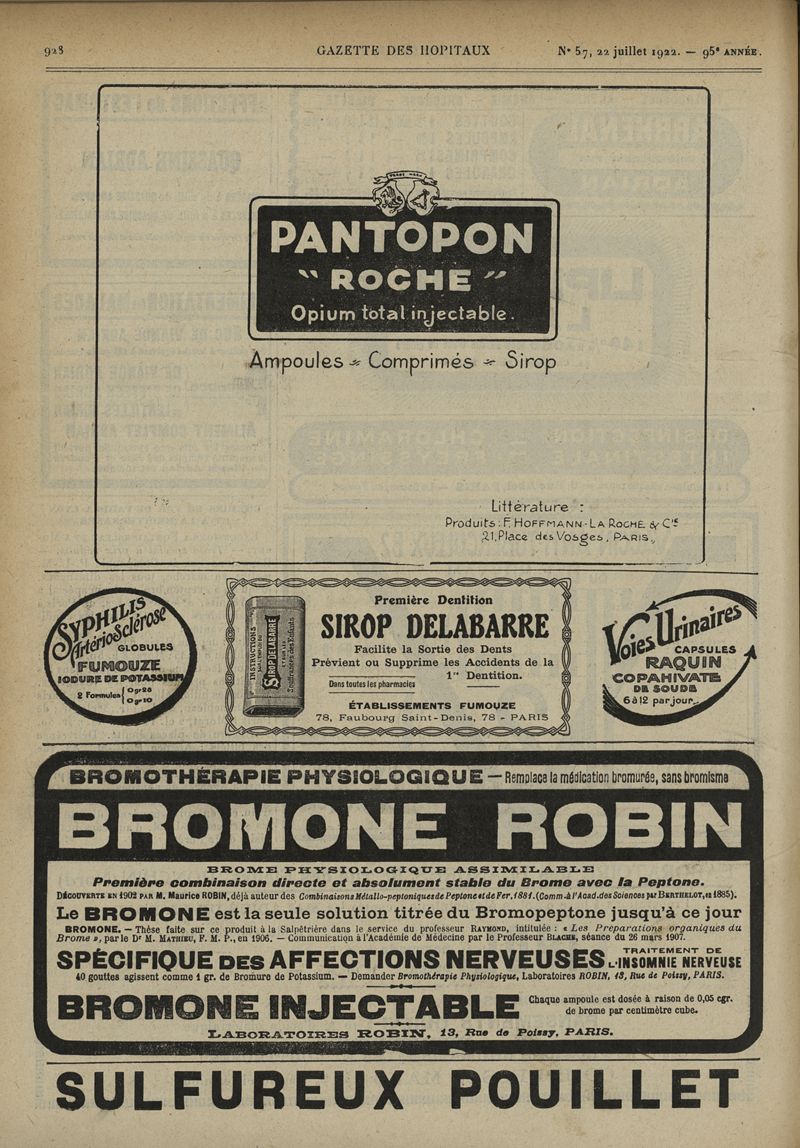 928 GAZETTE DES HOPITAUX N° 57, 22 juillet 1922. — 95e ANNÉE.
PANTOPON
"ROCHE"
Opium total injectable.
Ampoules - Comprimés - Sirop
Littérature :
Produits : F. HOFFMANN-LA ROCHE & Cie
21, Place des Vosges, PARIS.
SYPHILIS
ArtérioSclérose
GLOBULES
FUMOUZE
IODURE DE POTASSIUM
2 Formules { 0 gr 25
0 gr 10
INSTRUCTIONS
SIROP DELABARRE
Première Dentition
SIROP DELABARRE
Facilite la Sortie des Dents
Prévient ou Supprime les Accidents de la
1re Dentition.
Dans toutes les pharmacies
ÉTABLISSEMENTS FUMOUZE
78, Faubourg Saint-Denis, 78 - PARIS
Voies Urinaires
CAPSULES
RAQUIN
COPAHIVATE
DE SOUDE
6 à 12 par jour.
BROMOTHÉRAPIE PHYSIOLOGIQUE — Remplace la médication bromurée, sans bromisme
BROMONE ROBIN
BROME PHYSIOLOGIQUE ASSIMILABLE
Première combinaison directe et absolument stable du Brome avec la Peptone.
DÉCOUVERTE EN 1902 PAR M. Maurice ROBIN, déjà auteur des Combinaisons Métallo-peptoniques de Peptone et de Fer, 1881. (Comm. à l'Acad. des Sciences par BERTHELOT, en 1885).
Le BROMONE est la seule solution titrée du Bromopeptone jusqu'à ce jour
BROMONE. — Thèse faite sur ce produit à la Salpêtrière dans le service du professeur RAYMOND, intitulée : « Les Préparations organiques du
Brome », par le Dr M. MATHIEU, F. M. P., en 1906. — Communication à l'Académie de Médecine par le Professeur BLACHE, séance du 26 mars 1907.
SPÉCIFIQUE DES AFFECTIONS NERVEUSES
TRAITEMENT DE
L'INSOMNIE NERVEUSE
40 gouttes agissent comme 1 gr. de Bromure de Potassium. — Demander Bromothérapie Physiologique, Laboratoires ROBIN, 13, Rue de Poissy, PARIS.
BROMONE INJECTABLE
Chaque ampoule est dosée à raison de 0,05 cgr.
de brome par centimètre cube.
LABORATOIRES ROBIN, 13, Rue de Poissy, PARIS.
SULFUREUX POUILLET